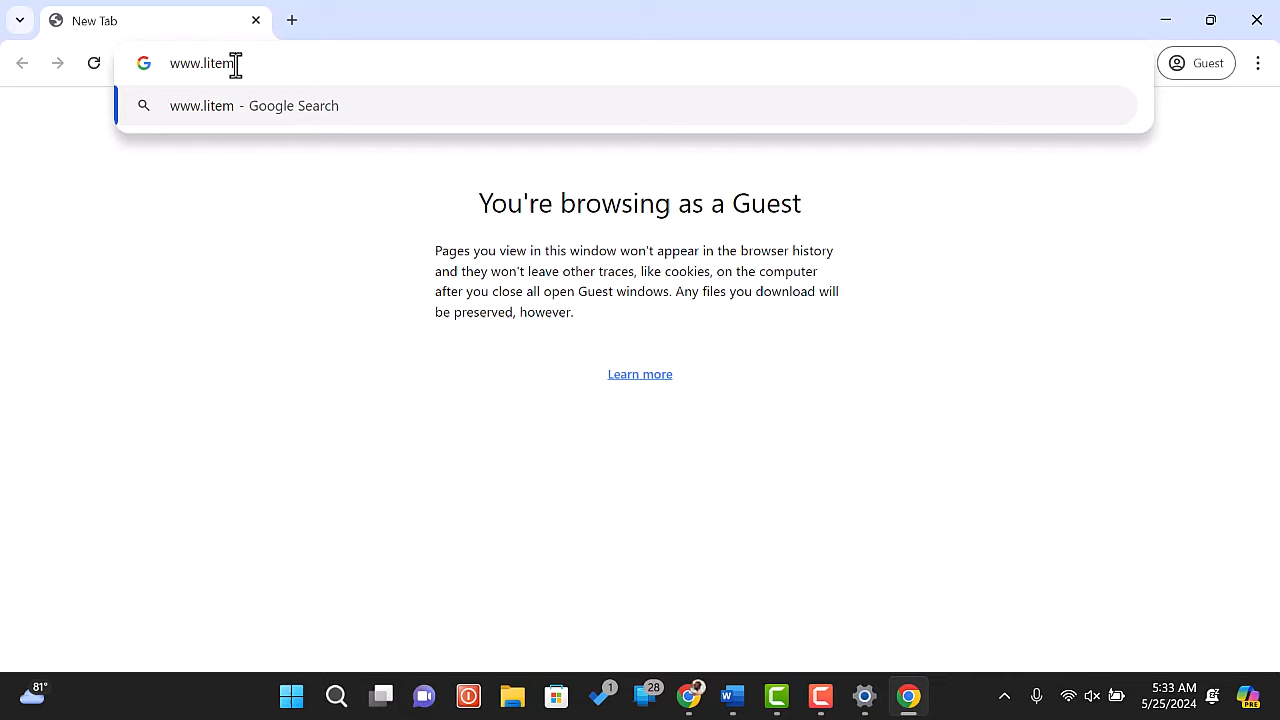 New Tab
www.litem
Guest
www.litem - Google Search
You're browsing as a Guest
Pages you view in this window won't appear in the browser history
and they won't leave other traces, like cookies, on the computer
after you close all open Guest windows. Any files you download will
be preserved, however.
Learn more
81°
1
28
W
5:33 AM
5/25/2024
PRE